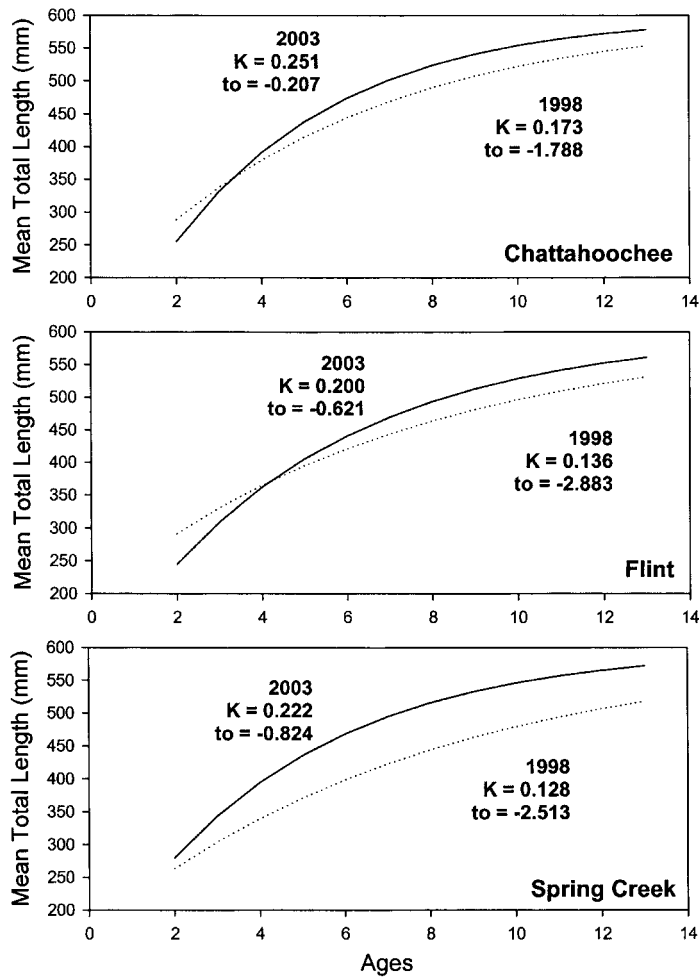 600
550
500
450
400
350
300
250
200
Mean Total Length (mm)
2003
K = 0.251
to = -0.207
1998
K = 0.173
to = -1.788
Chattahoochee
0 2 4 6 8 10 12 14
600
550
500
450
400
350
300
250
200
Mean Total Length (mm)
2003
K = 0.200
to = -0.621
1998
K = 0.136
to = -2.883
Flint
0 2 4 6 8 10 12 14
600
550
500
450
400
350
300
250
200
Mean Total Length (mm)
2003
K = 0.222
to = -0.824
1998
K = 0.128
to = -2.513
Spring Creek
0 2 4 6 8 10 12 14
Ages